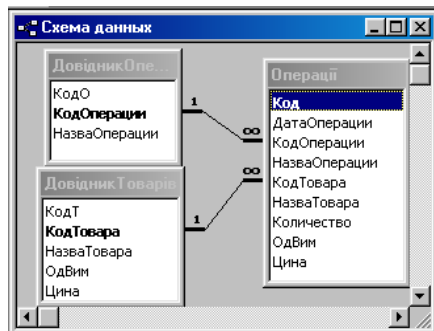 Схема данных
ДовідникОпе...
КодО
КодОперации
НазваОперации
1
∞
Операції
Код
ДатаОперации
КодОперации
НазваОперации
КодТовара
НазваТовара
Количество
ОдВим
Цина
ДовідникТоварів
КодТ
КодТовара
НазваТовара
ОдВим
Цина
1
∞